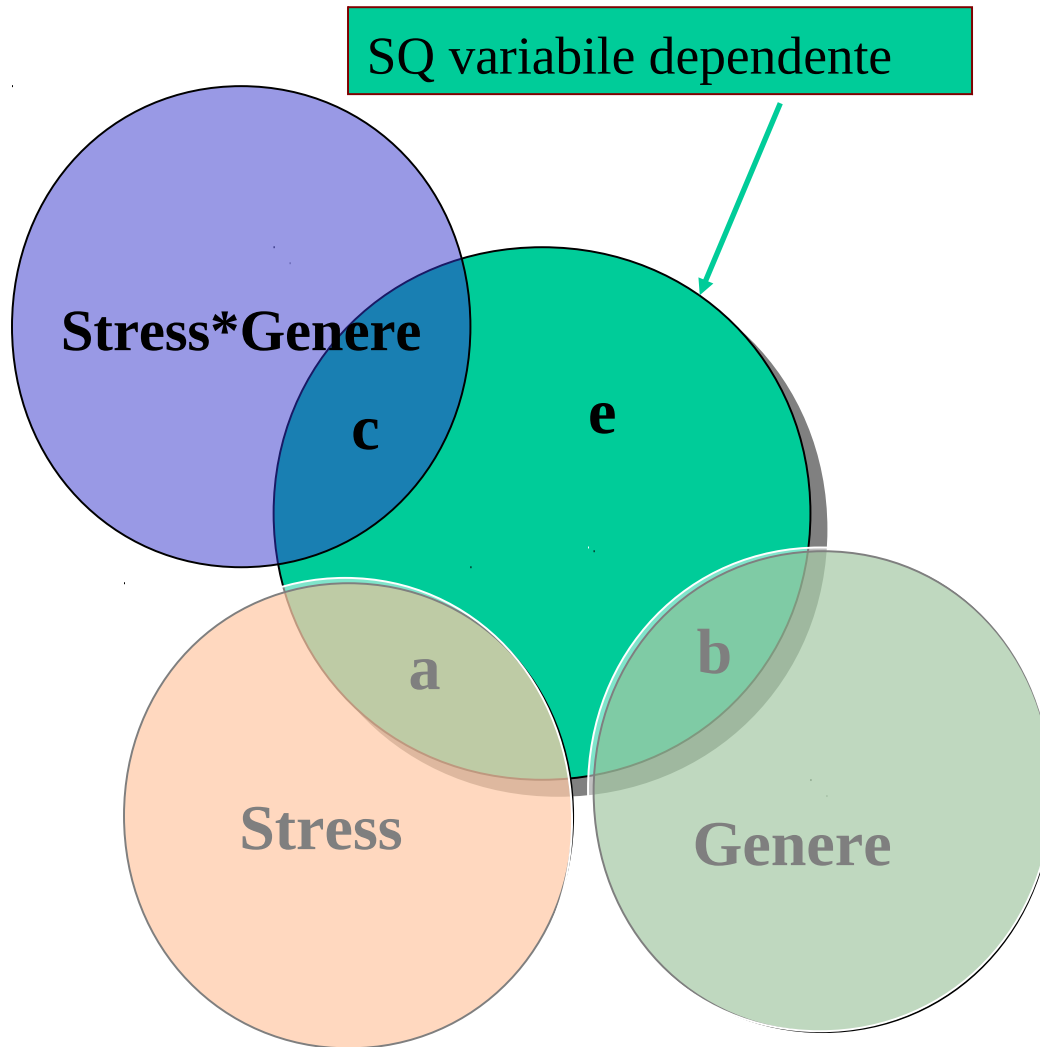 SQ variabile dependente
Stress*Genere
c
e
a
b
Stress
Genere